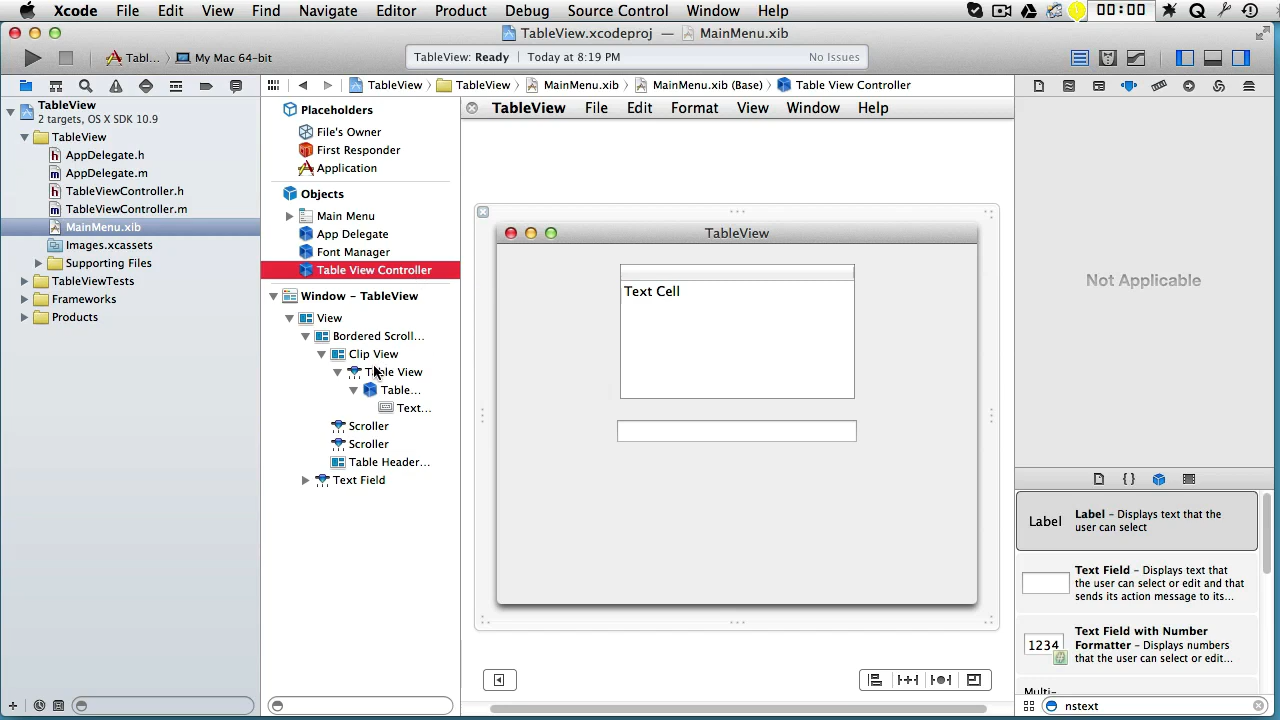 Xcode File Edit View Find Navigate Editor Product Debug Source Control Window Help 00:00
TableView.xcodeproj — MainMenu.xib
Tabl... My Mac 64-bit
TableView: Ready Today at 8:19 PM No Issues
TableView
2 targets, OS X SDK 10.9
TableView
AppDelegate.h
AppDelegate.m
TableViewController.h
TableViewController.m
MainMenu.xib
Images.xcassets
Supporting Files
TableViewTests
Frameworks
Products
TableView TableView MainMenu.xib MainMenu.xib (Base) Table View Controller
Placeholders
File's Owner
First Responder
Application
Objects
Main Menu
App Delegate
Font Manager
Table View Controller
Window – TableView
View
Bordered Scroll...
Clip View
Table View
Table...
Text...
Scroller
Scroller
Table Header...
Text Field
TableView File Edit Format View Window Help
TableView
Text Cell
Not Applicable
Label
Label – Displays text that the
user can select
Text Field – Displays text that
the user can select or edit and that
sends its action message to its...
1234
Text Field with Number
Formatter – Displays numbers
that the user can select or edit...
Multi-
nstext